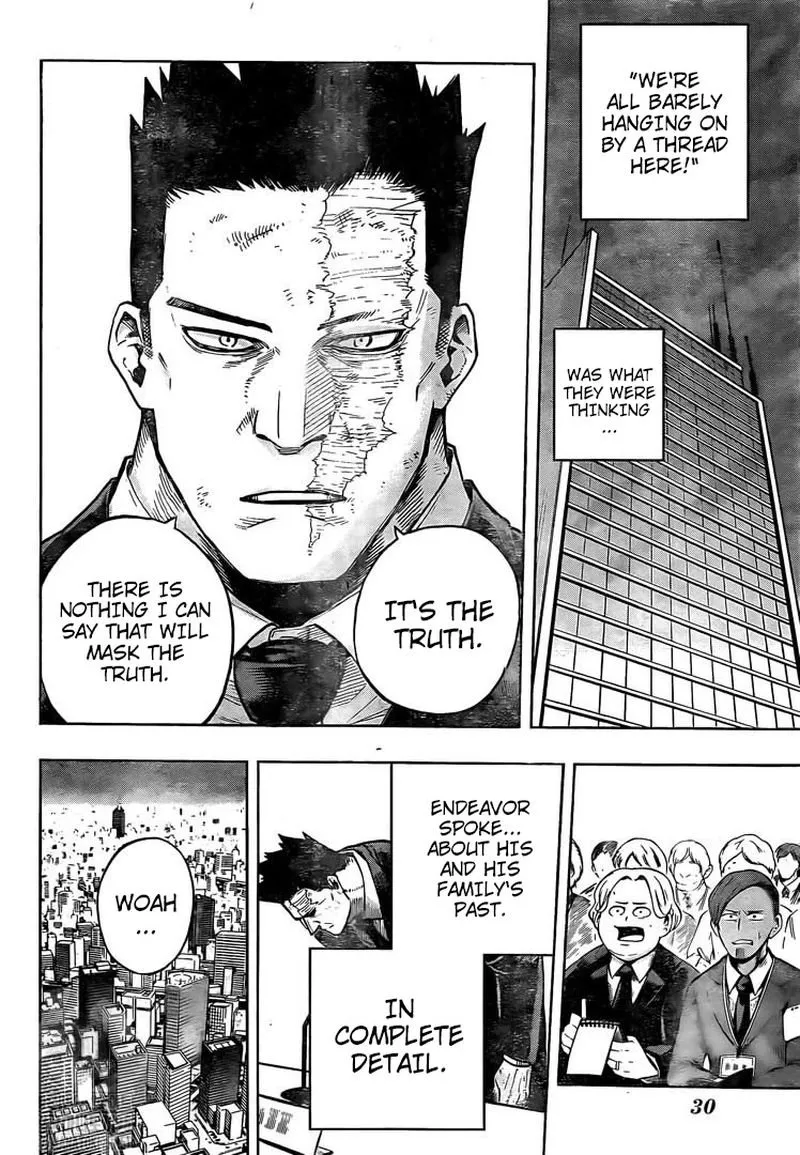 "WE'RE
ALL BARELY
HANGING ON
BY A THREAD
HERE!"
WAS WHAT
THEY WERE
THINKING
...
IT'S THE
TRUTH.
THERE IS
NOTHING I CAN
SAY THAT WILL
MASK THE
TRUTH.
ENDEAVOR
SPOKE...
ABOUT HIS
AND HIS
FAMILY'S
PAST.
IN
COMPLETE
DETAIL.
WOAH
...
30